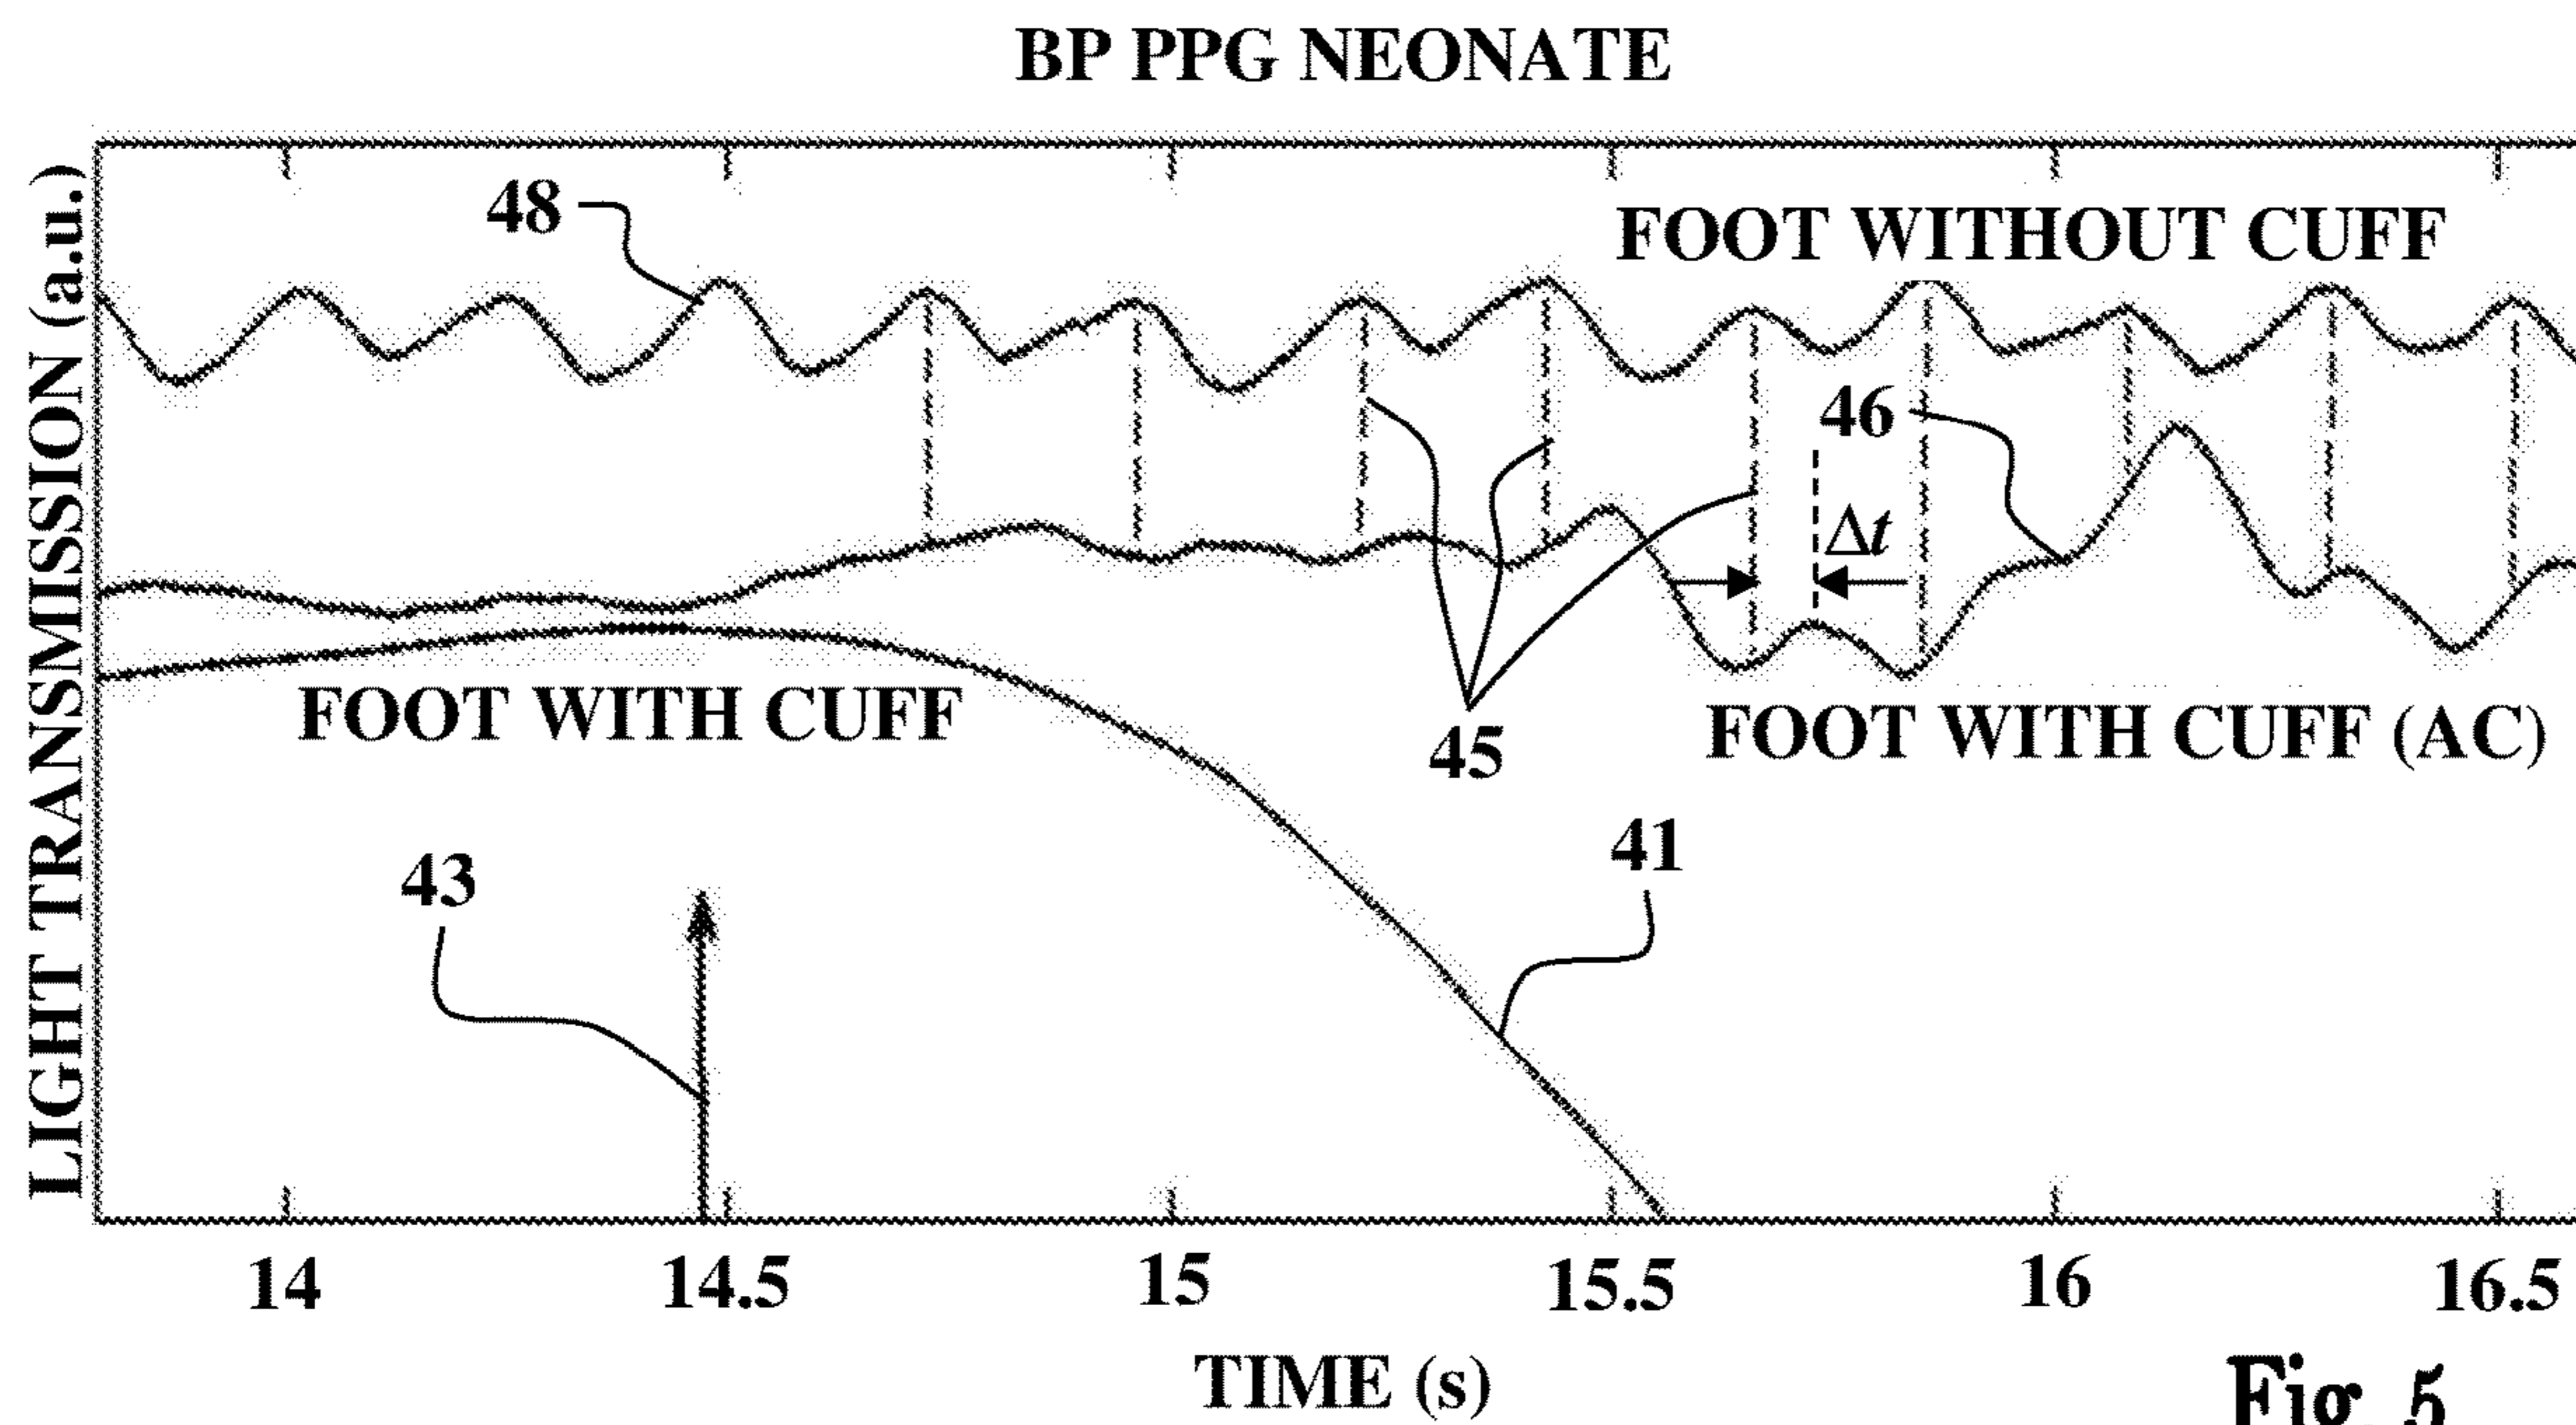 BP PPG NEONATE
LIGHT TRANSMISSION (a.u.)
48
FOOT WITHOUT CUFF
46
Δt
FOOT WITH CUFF
45
FOOT WITH CUFF (AC)
43
41
14 14.5 15 15.5 16 16.5
TIME (s)
Fig. 5